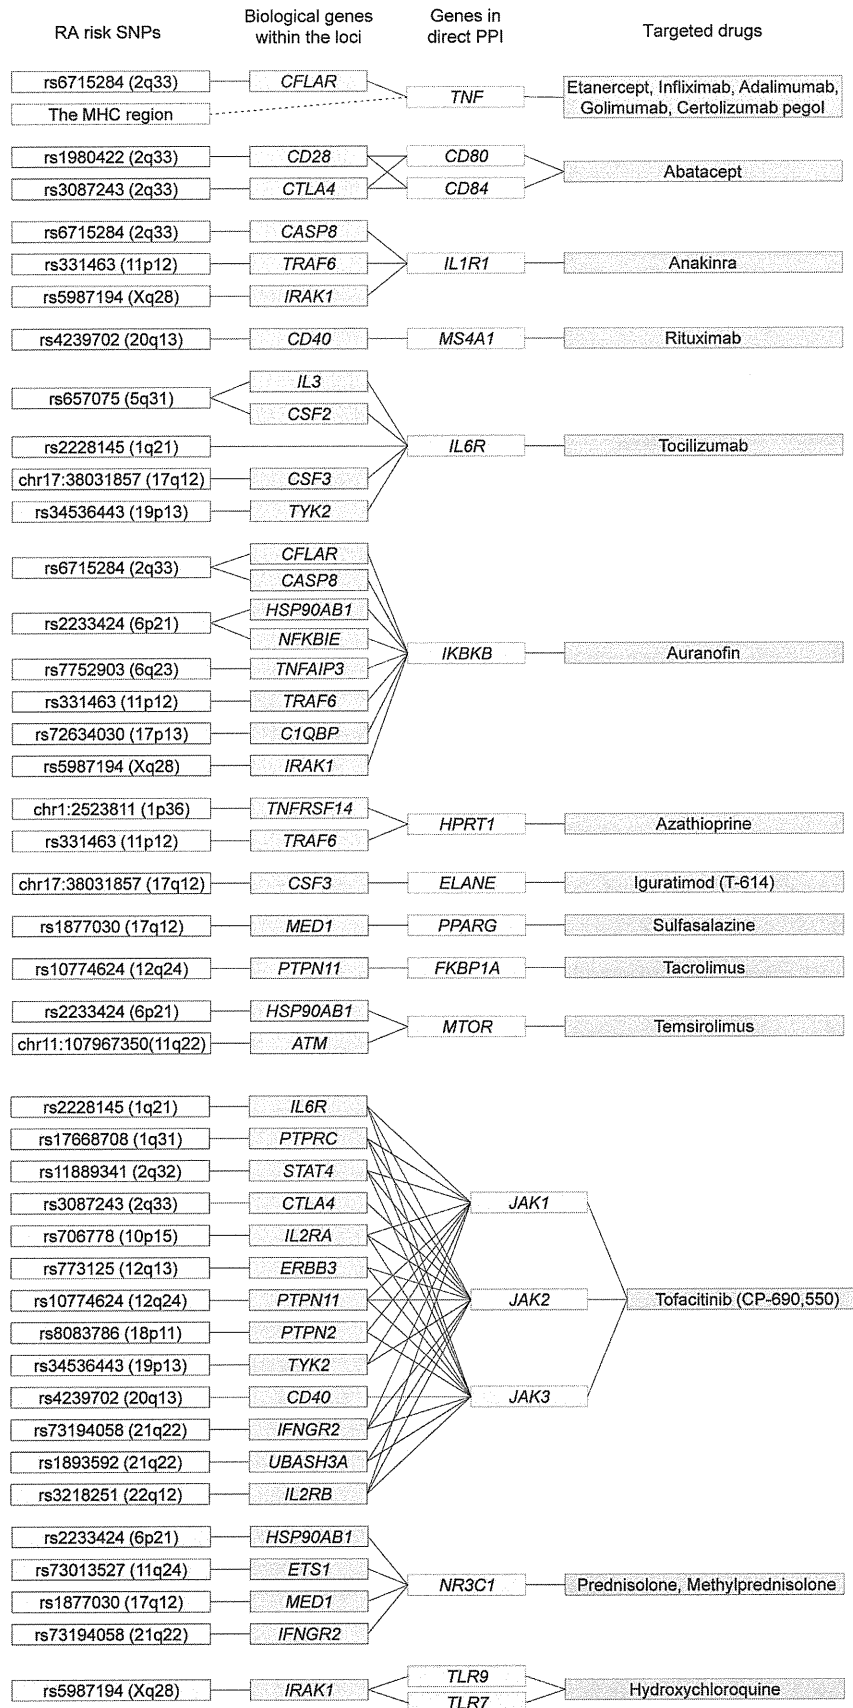 RA risk SNPs
Biological genes
within the loci
Genes in
direct PPI
Targeted drugs
rs6715284 (2q33)
CFLAR
The MHC region
TNF
Etanercept, Infliximab, Adalimumab,
Golimumab, Certolizumab pegol
rs1980422 (2q33)
CD28
CD80
rs3087243 (2q33)
CTLA4
CD84
Abatacept
rs6715284 (2q33)
CASP8
rs331463 (11p12)
TRAF6
IL1R1
Anakinra
rs5987194 (Xq28)
IRAK1
rs4239702 (20q13)
CD40
MS4A1
Rituximab
rs657075 (5q31)
IL3
CSF2
rs2228145 (1q21)
IL6R
Tocilizumab
chr17:38031857 (17q12)
CSF3
rs34536443 (19p13)
TYK2
rs6715284 (2q33)
CFLAR
CASP8
rs2233424 (6p21)
HSP90AB1
NFKBIE
IKBKB
Auranofin
rs7752903 (6q23)
TNFAIP3
rs331463 (11p12)
TRAF6
rs72634030 (17p13)
C1QBP
rs5987194 (Xq28)
IRAK1
chr1:2523811 (1p36)
TNFRSF14
HPRT1
Azathioprine
rs331463 (11p12)
TRAF6
chr17:38031857 (17q12)
CSF3
ELANE
Iguratimod (T-614)
rs1877030 (17q12)
MED1
PPARG
Sulfasalazine
rs10774624 (12q24)
PTPN11
FKBP1A
Tacrolimus
rs2233424 (6p21)
HSP90AB1
MTOR
Temsirolimus
chr11:107967350(11q22)
ATM
rs2228145 (1q21)
IL6R
rs17668708 (1q31)
PTPRC
rs11889341 (2q32)
STAT4
rs3087243 (2q33)
CTLA4
JAK1
rs706778 (10p15)
IL2RA
rs773125 (12q13)
ERBB3
rs10774624 (12q24)
PTPN11
JAK2
Tofacitinib (CP-690,550)
rs8083786 (18p11)
PTPN2
rs34536443 (19p13)
TYK2
rs4239702 (20q13)
CD40
JAK3
rs73194058 (21q22)
IFNGR2
rs1893592 (21q22)
UBASH3A
rs3218251 (22q12)
IL2RB
rs2233424 (6p21)
HSP90AB1
rs73013527 (11q24)
ETS1
NR3C1
Prednisolone, Methylprednisolone
rs1877030 (17q12)
MED1
rs73194058 (21q22)
IFNGR2
rs5987194 (Xq28)
IRAK1
TLR9
TLR7
Hydroxychloroquine